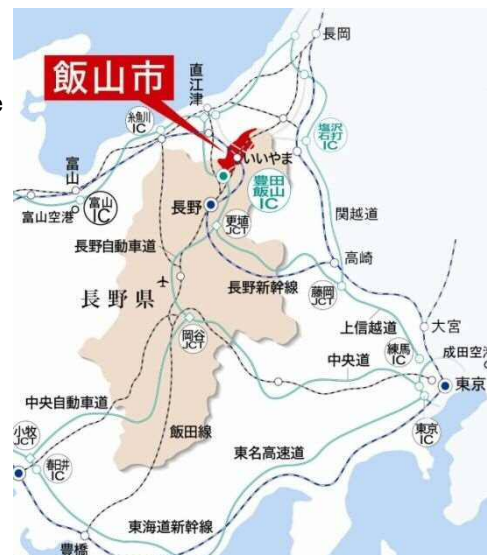 長岡
飯山市
直江津
e
糸魚川
IC
塩沢
石打
IC
いいやま
富山
豊田
飯山
IC
富山空港
富山
IC
長野
更埴
JCT
関越道
長野自動車道
高崎
長野新幹線
藤岡
JCT
長野県
大宮
上信越道
岡谷
JCT
練馬
IC
成田空港
中央道
東京
中央自動車道
小牧
JCT
飯田線
東京
IC
春日井
IC
東名高速道
東海道新幹線
豊橋